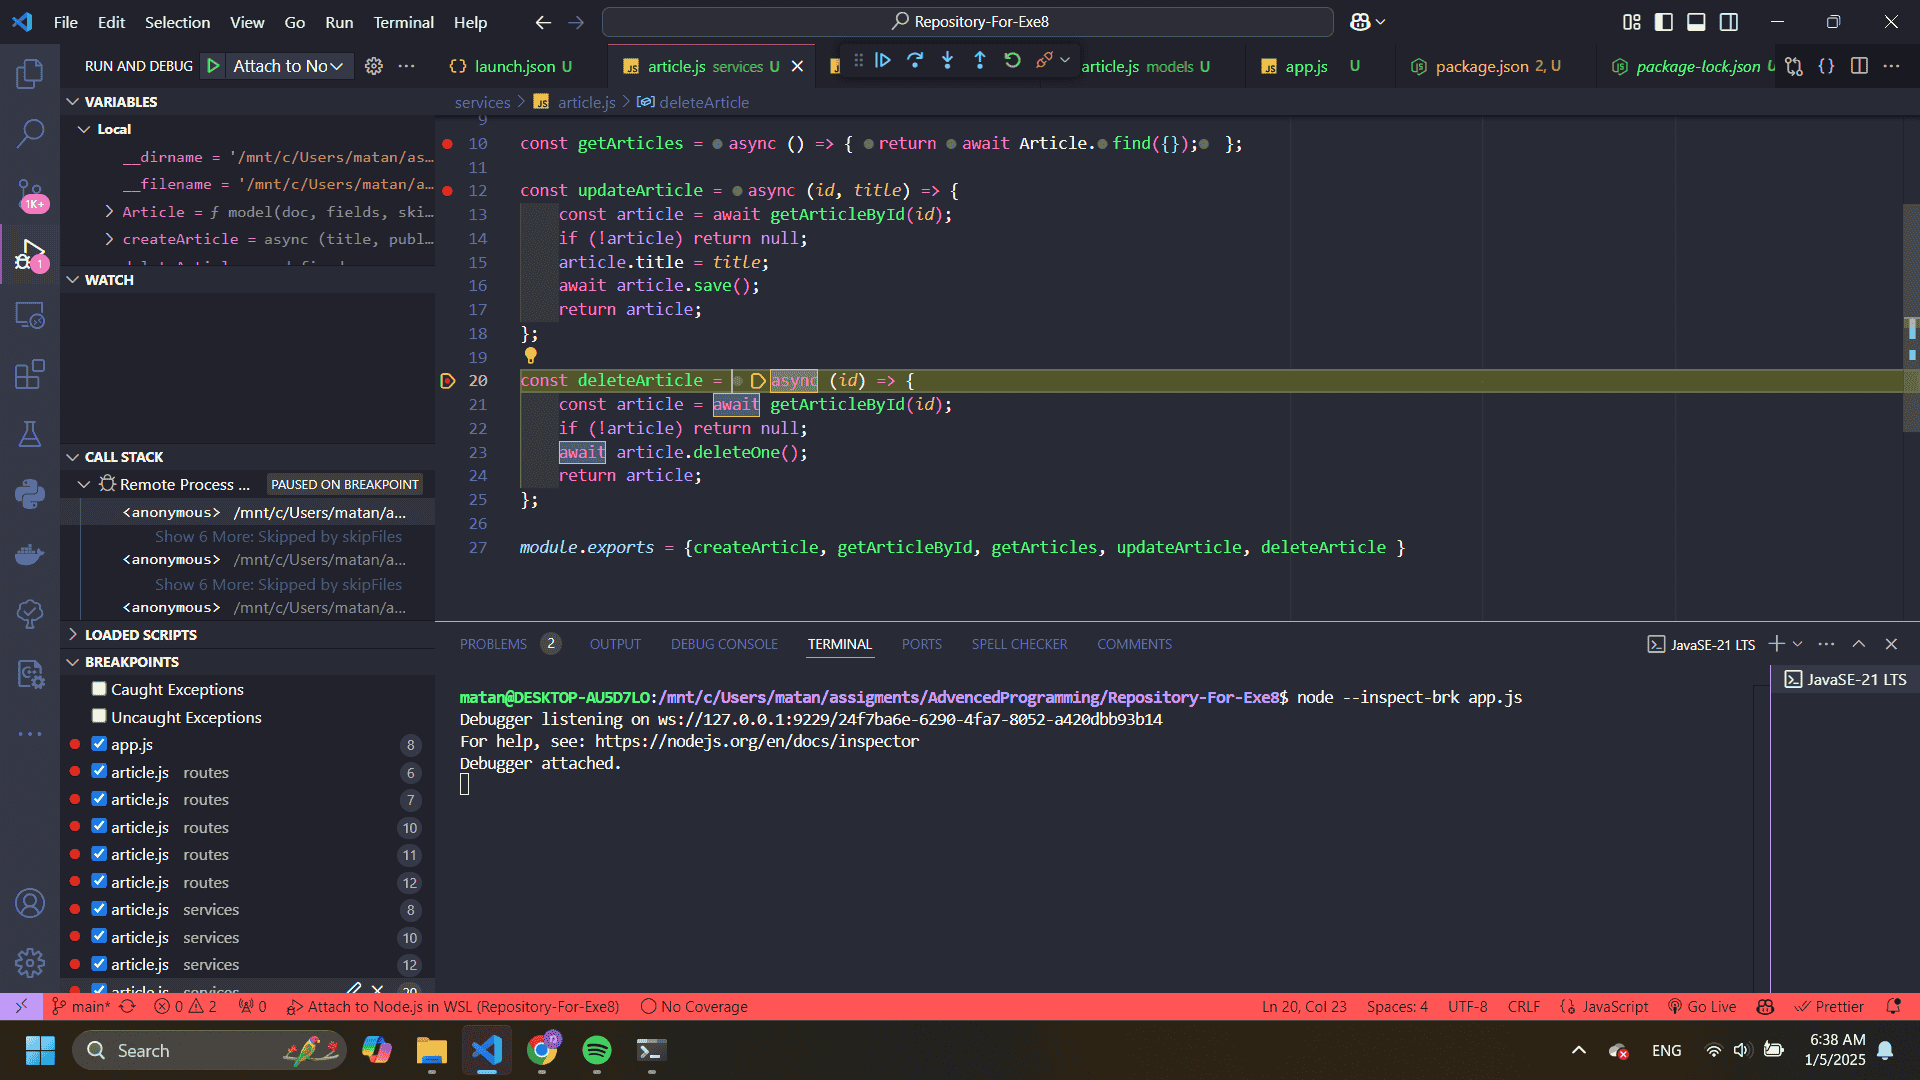 File Edit Selection View Go Run Terminal Help
Repository-For-Exe8
RUN AND DEBUG Attach to No
launch.json U
article.js services U
article.js models U
app.js U
package.json 2, U
package-lock.json U
services > article.js > deleteArticle
VARIABLES
Local
__dirname = '/mnt/c/Users/matan/as…
__filename = '/mnt/c/Users/matan/a…
Article = ƒ model(doc, fields, ski…
createArticle = async (title, publ…
WATCH
CALL STACK
Remote Process ... PAUSED ON BREAKPOINT
<anonymous> /mnt/c/Users/matan/a...
Show 6 More: Skipped by skipFiles
<anonymous> /mnt/c/Users/matan/a...
Show 6 More: Skipped by skipFiles
<anonymous> /mnt/c/Users/matan/a...
LOADED SCRIPTS
BREAKPOINTS
Caught Exceptions
Uncaught Exceptions
app.js 8
article.js routes 6
article.js routes 7
article.js routes 10
article.js routes 11
article.js routes 12
article.js services 8
article.js services 10
article.js services 12
article.js services 20
1K+
1
9
10 const getArticles = async () => { return await Article.find({}); };
11
12 const updateArticle = async (id, title) => {
13 const article = await getArticleById(id);
14 if (!article) return null;
15 article.title = title;
16 await article.save();
17 return article;
18 };
19
20 const deleteArticle = async (id) => {
21 const article = await getArticleById(id);
22 if (!article) return null;
23 await article.deleteOne();
24 return article;
25 };
26
27 module.exports = {createArticle, getArticleById, getArticles, updateArticle, deleteArticle }
PROBLEMS 2 OUTPUT DEBUG CONSOLE TERMINAL PORTS SPELL CHECKER COMMENTS
JavaSE-21 LTS
JavaSE-21 LTS
matan@DESKTOP-AU5D7LO:/mnt/c/Users/matan/assigments/AdvencedProgramming/Repository-For-Exe8$ node --inspect-brk app.js
Debugger listening on ws://127.0.0.1:9229/24f7ba6e-6290-4fa7-8052-a420dbb93b14
For help, see: https://nodejs.org/en/docs/inspector
Debugger attached.
main* 0 2 0 Attach to Node.js in WSL (Repository-For-Exe8) No Coverage
Ln 20, Col 23 Spaces: 4 UTF-8 CRLF JavaScript Go Live Prettier
Search
ENG
6:38 AM
1/5/2025